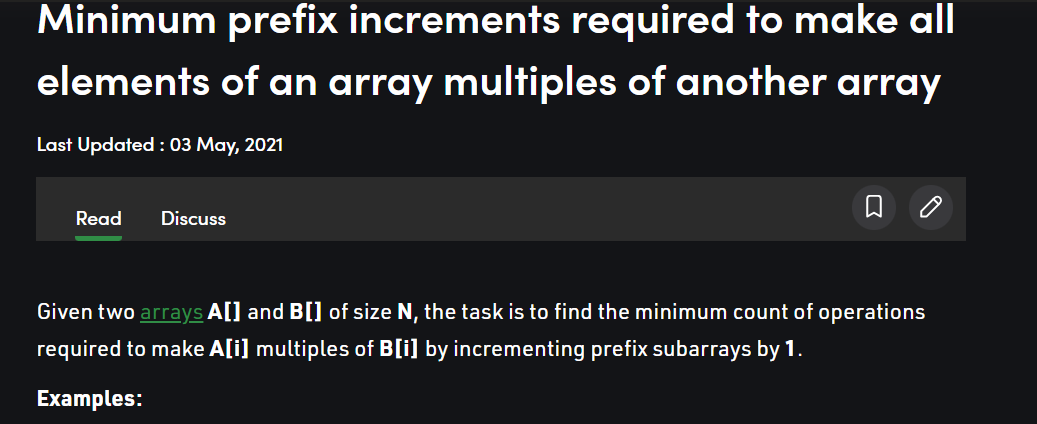 Minimum prefix increments required to make all
elements of an array multiples of another array
Last Updated : 03 May, 2021
Read Discuss
Given two arrays A[] and B[] of size N, the task is to find the minimum count of operations
required to make A[i] multiples of B[i] by incrementing prefix subarrays by 1.
Examples: